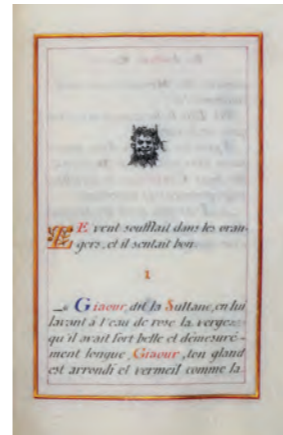 LE vent soufflait dans les oran-
gers, et il sentait bon.
1
_« Giaour, dit la Sultane, en lui
lavant à l'eau de rose la verge
qu'il avait fort belle et démesuré-
ment longue, Giaour, ton gland
est arrondi et vermeil comme la